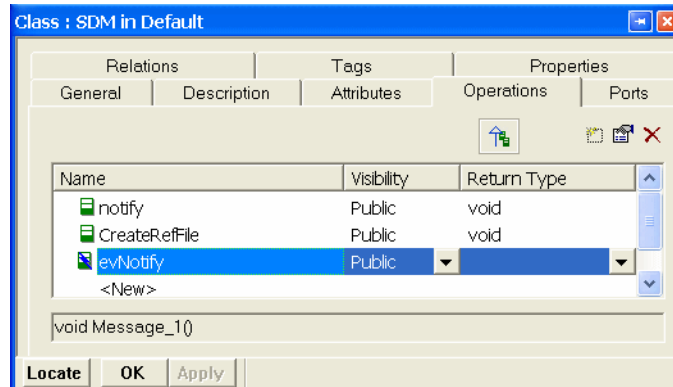 Class : SDM in Default
Relations Tags Properties
General Description Attributes Operations Ports
Name Visibility Return Type
notify Public void
CreateRefFile Public void
evNotify Public
<New>
void Message_1()
Locate OK Apply